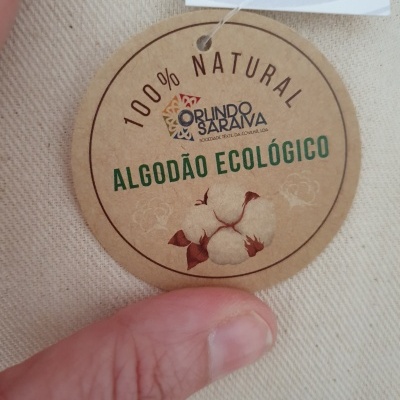 100% NATURAL
ORLINDO
SARAIVA
ALGODÃO ECOLÓGICO